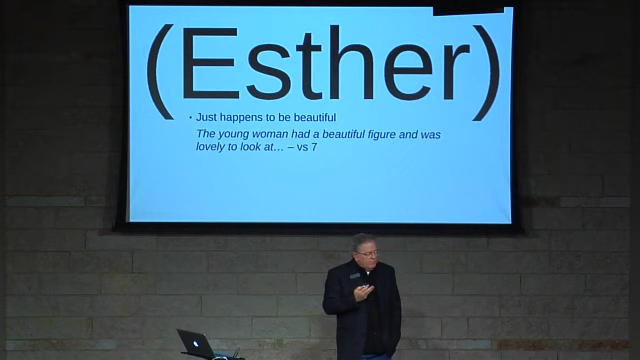 (Esther)
· Just happens to be beautiful
The young woman had a beautiful figure and was
lovely to look at… – vs 7